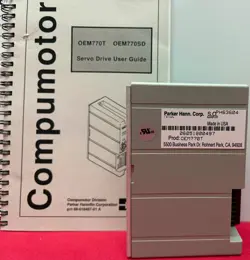 Compumotor
OEM770T OEM770SD
Servo Drive User Guide
Compumotor Division
Parker Hannifin Corporation
Parker Hann. Corp.
Made in USA
Prod: OEM770T
5500 Business Park Dr. Rohnert Park, CA. 94928